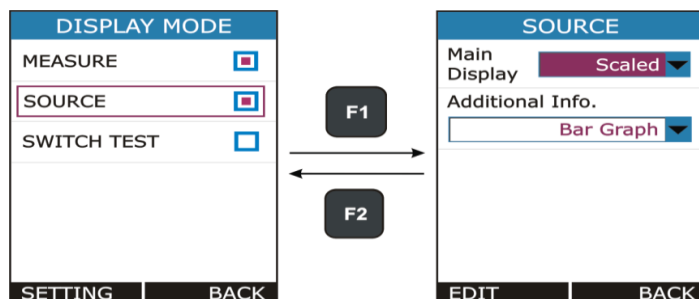 DISPLAY MODE
MEASURE
SOURCE
SWITCH TEST
SETTING BACK
F1
F2
SOURCE
Main
Display Scaled
Additional Info.
Bar Graph
EDIT BACK